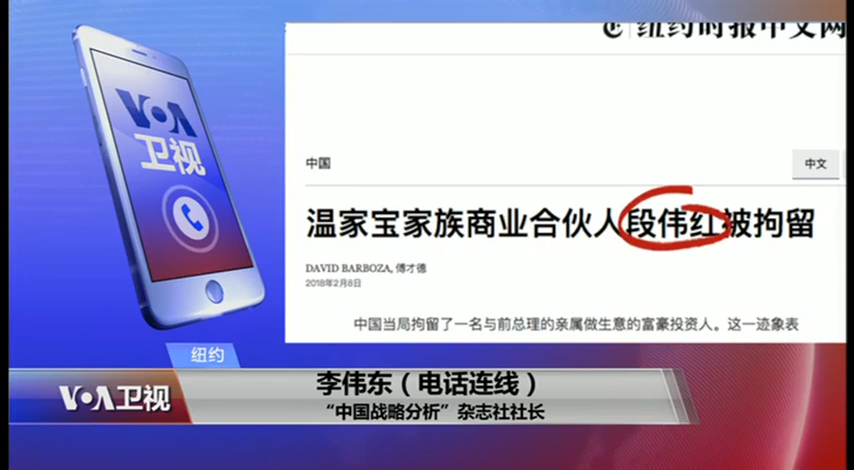 纽约时报中文网
VOA
卫视
中国
中文
温家宝家族商业合伙人段伟红被拘留
DAVID BARBOZA, 傅才德
2018年2月8日
中国当局拘留了一名与前总理的亲属做生意的富豪投资人。这一迹象表
纽约
VOA卫视
李伟东（电话连线）
“中国战略分析”杂志社社长